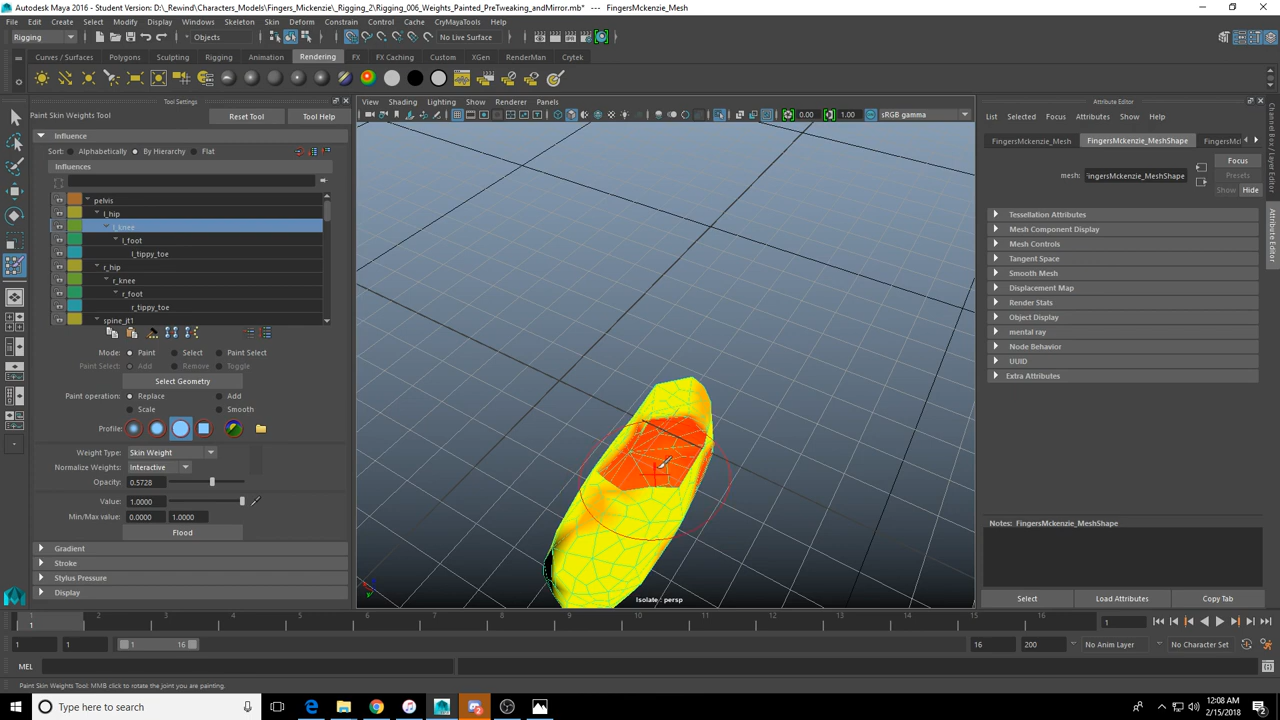 Autodesk Maya 2016 - Student Version: D:\_Rewind\Characters_Models\Fingers_Mckenzie\_Rigging_2\Rigging_006_Weights_Painted_PreTweaking_andMirror.mb* --- FingersMckenzie_Mesh
File Edit Create Select Modify Display Windows Skeleton Skin Deform Constrain Control Cache CryMayaTools Help
Rigging Objects No Live Surface
Curves / Surfaces Polygons Sculpting Rigging Animation Rendering FX FX Caching Custom XGen RenderMan Crytek
Tool Settings
Paint Skin Weights Tool Reset Tool Tool Help
Influence
Sort: Alphabetically By Hierarchy Flat
Influences
pelvis
l_hip
l_knee
l_foot
l_tippy_toe
r_hip
r_knee
r_foot
r_tippy_toe
spine_jt1
Mode: Paint Select Paint Select
Paint Select: Add Remove Toggle
Select Geometry
Paint operation: Replace Add
Scale Smooth
Profile:
Weight Type: Skin Weight
Normalize Weights: Interactive
Opacity: 0.5728
Value: 1.0000
Min/Max value: 0.0000 1.0000
Flood
Gradient
Stroke
Stylus Pressure
Display
View Shading Lighting Show Renderer Panels
0.00 1.00 sRGB gamma
Isolate : persp
Attribute Editor
List Selected Focus Attributes Show Help
FingersMckenzie_Mesh FingersMckenzie_MeshShape FingersMcl
mesh: FingersMckenzie_MeshShape
Focus
Presets
Show Hide
Tessellation Attributes
Mesh Component Display
Mesh Controls
Tangent Space
Smooth Mesh
Displacement Map
Render Stats
Object Display
mental ray
Node Behavior
UUID
Extra Attributes
Notes: FingersMckenzie_MeshShape
Select Load Attributes Copy Tab
Channel Box / Layer Editor
Attribute Editor
1 2 3 4 5 6 7 8 9 10 11 12 13 14 15 16
1 1
1 1 1 16 16 200 No Anim Layer No Character Set
MEL
Paint Skin Weights Tool: MMB click to rotate the joint you are painting.
Type here to search
12:08 AM
2/15/2018
2